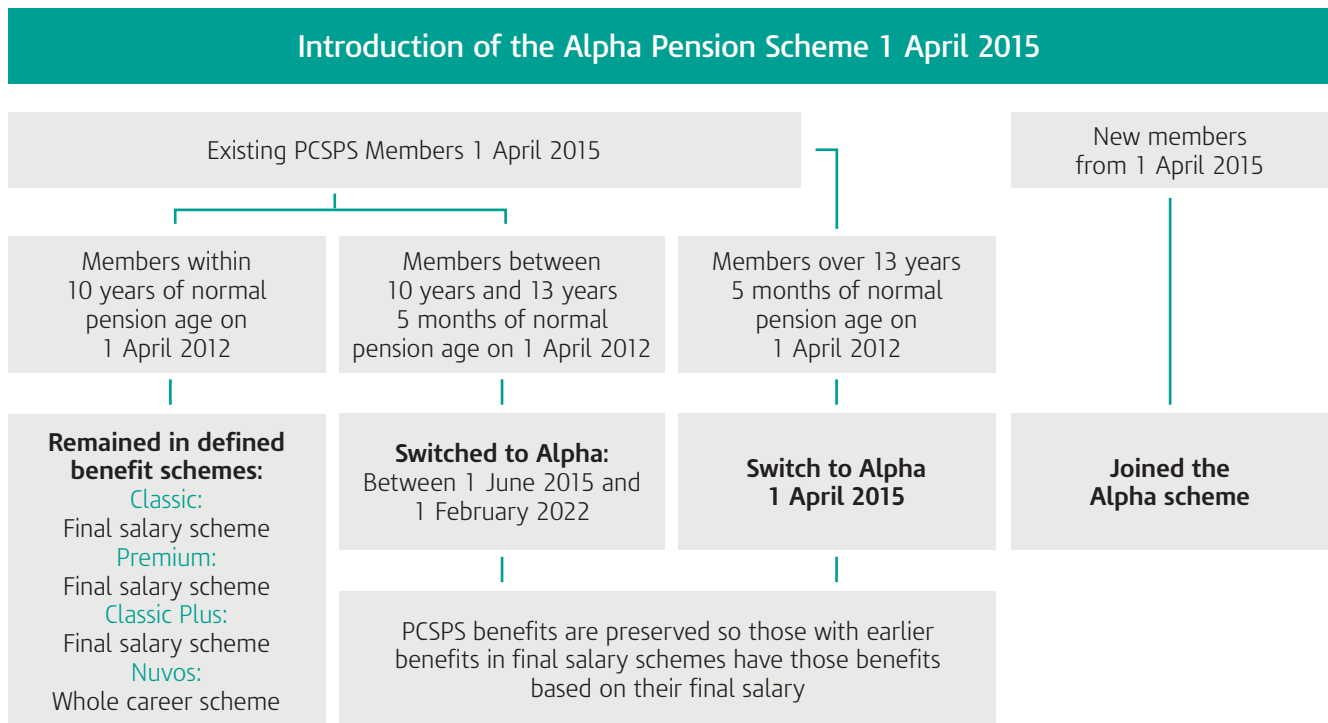 Introduction of the Alpha Pension Scheme 1 April 2015
Existing PCSPS Members 1 April 2015
New members
from 1 April 2015
Members within
10 years of normal
pension age on
1 April 2012
Members between
10 years and 13 years
5 months of normal
pension age on 1 April 2012
Members over 13 years
5 months of normal
pension age on
1 April 2012
Remained in defined
benefit schemes:
Classic:
Final salary scheme
Premium:
Final salary scheme
Classic Plus:
Final salary scheme
Nuvos:
Whole career scheme
Switched to Alpha:
Between 1 June 2015 and
1 February 2022
Switch to Alpha
1 April 2015
Joined the
Alpha scheme
PCSPS benefits are preserved so those with earlier
benefits in final salary schemes have those benefits
based on their final salary